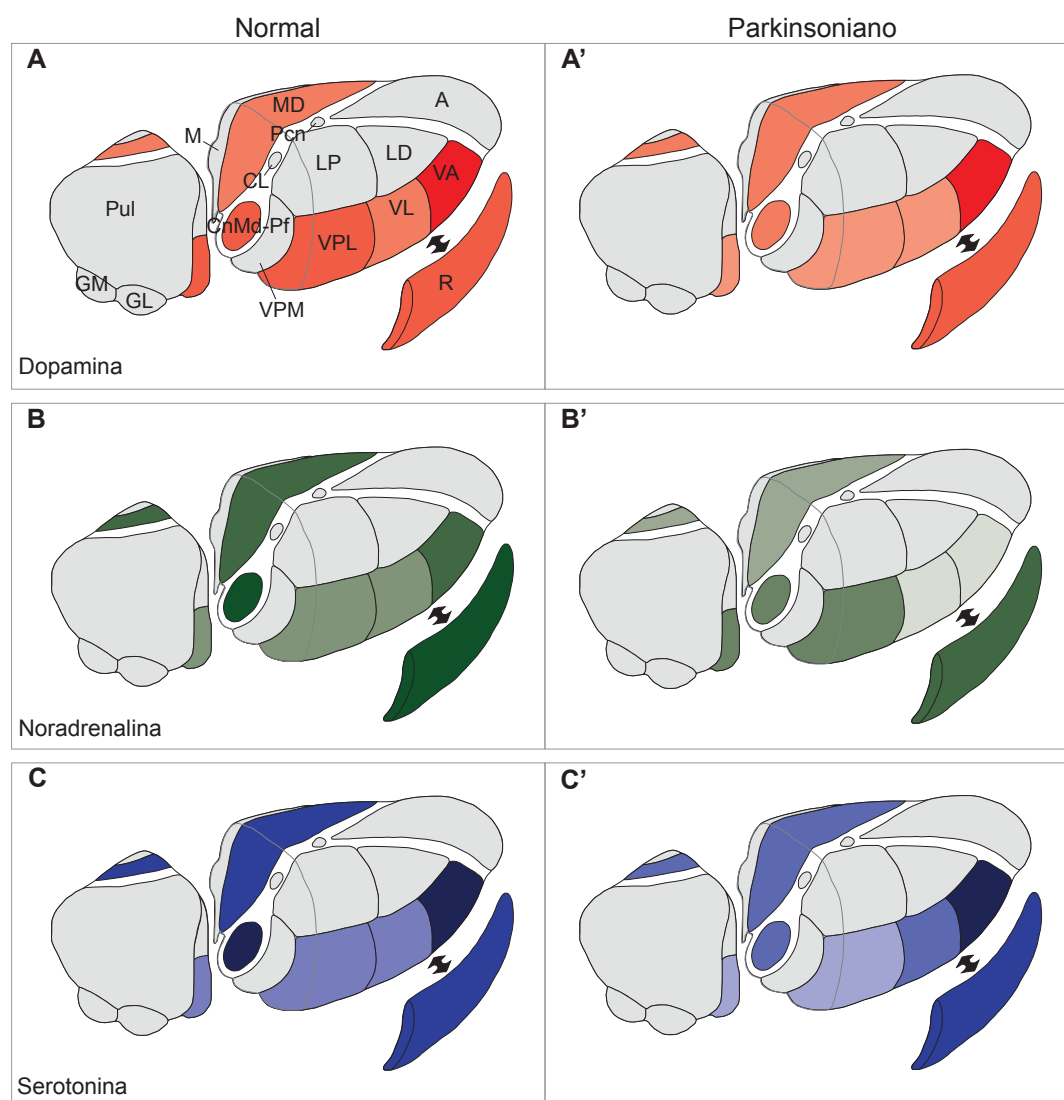 Normal
Parkinsoniano
A
A'
MD
A
M
Pcn
LP
LD
CL
VA
Pul
CnMd-Pf
VL
VPL
GM
GL
VPM
R
Dopamina
B
B'
Noradrenalina
C
C'
Serotonina